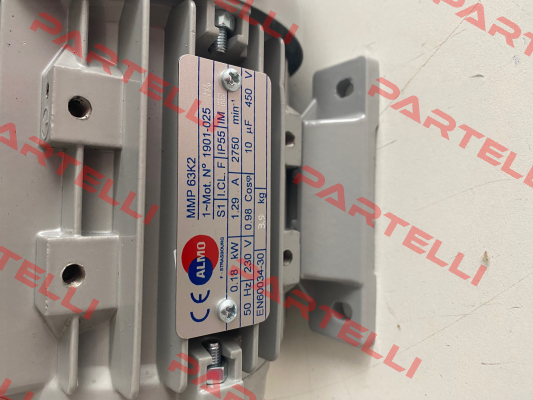 MMP 63K2
1~Mot. N° 1901-025
S1 I.CL. F IP55 IM
0.18 kW 1.29 A 2750 min⁻¹
50 Hz 230 V 0.98 Cosφ 10 µF 450 V
EN60034-30 3.9 kg
CE ALMO
F - STRASBOURG
PARTELLI
PARTELLI
PARTELLI
PARTELLI
PARTELLI
PARTELLI